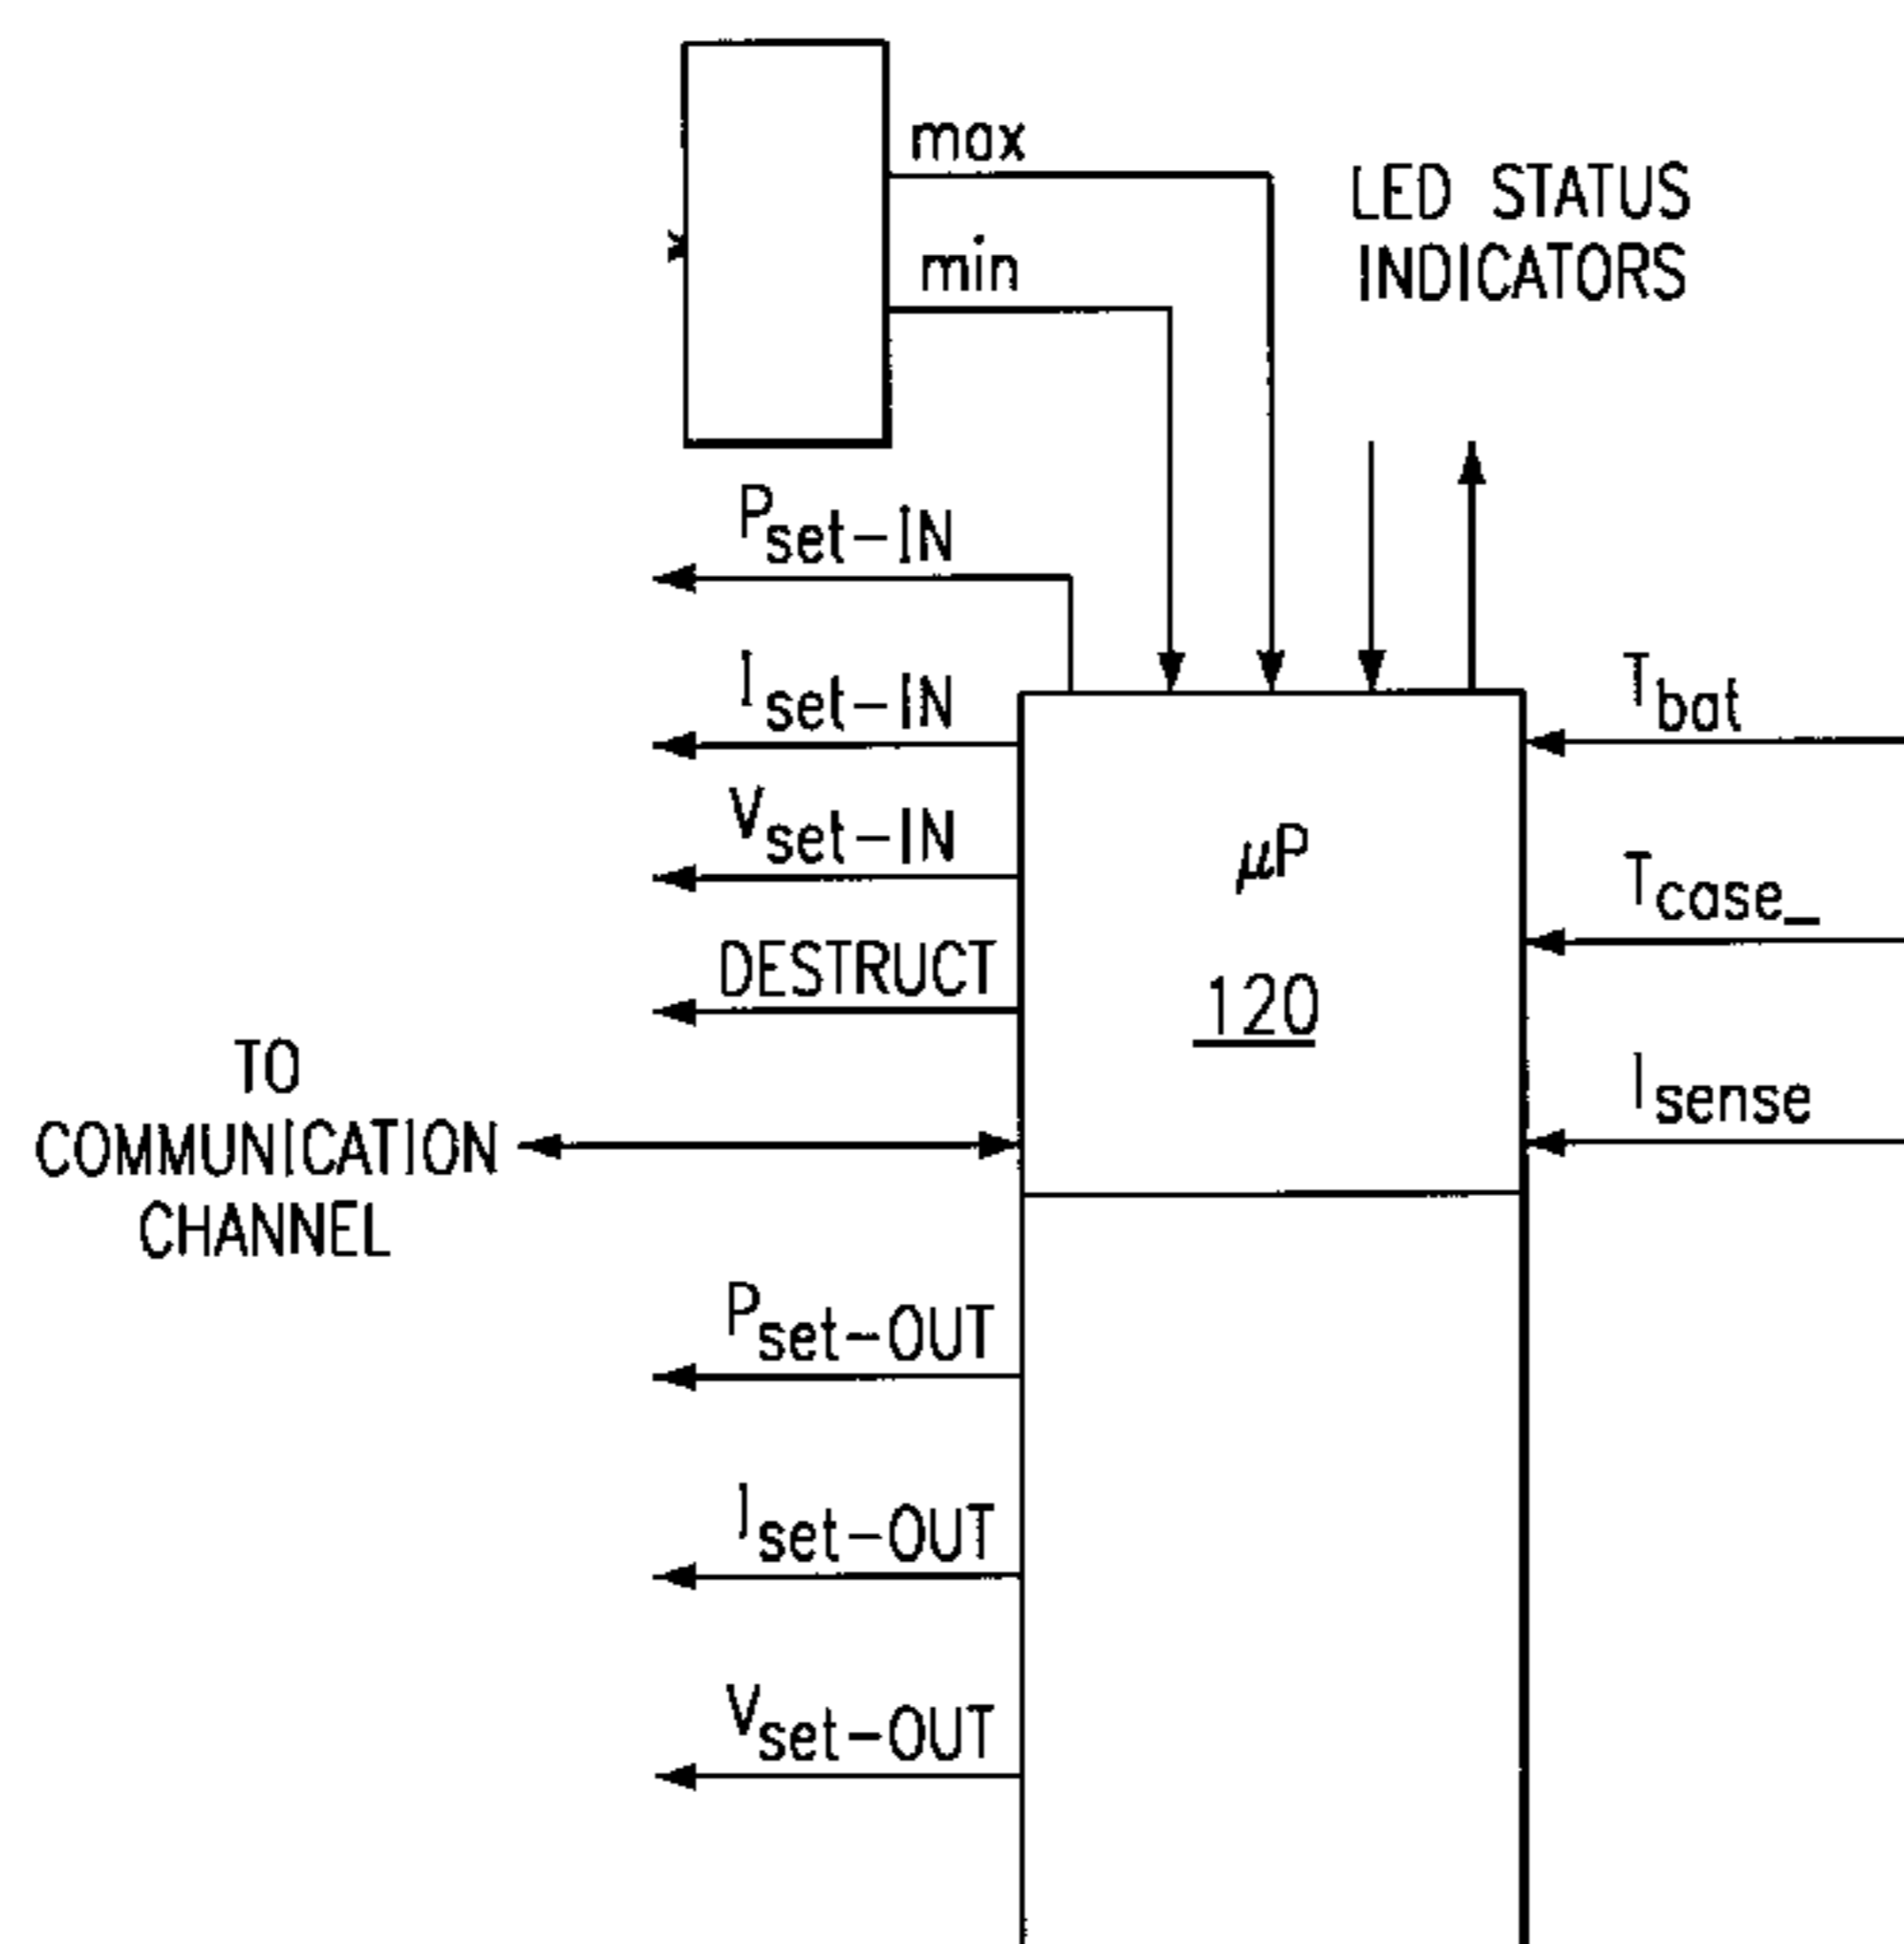 max
min
LED STATUS
INDICATORS
Pset-IN
Iset-IN
Vset-IN
DESTRUCT
TO
COMMUNICATION
CHANNEL
μP
120
Tbat
Tcase_
Isense
Pset-OUT
Iset-OUT
Vset-OUT